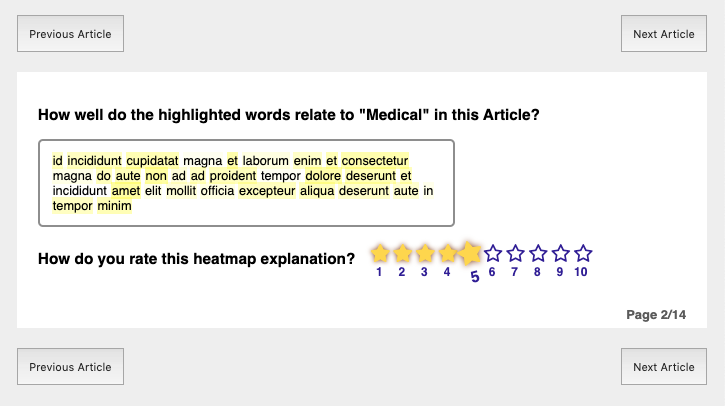 Previous Article
Next Article
How well do the highlighted words relate to "Medical" in this Article?
id incididunt cupidatat magna et laborum enim et consectetur
magna do aute non ad ad proident tempor dolore deserunt et
incididunt amet elit mollit officia excepteur aliqua deserunt aute in
tempor minim
How do you rate this heatmap explanation?
1 2 3 4 5 6 7 8 9 10
Page 2/14
Previous Article
Next Article